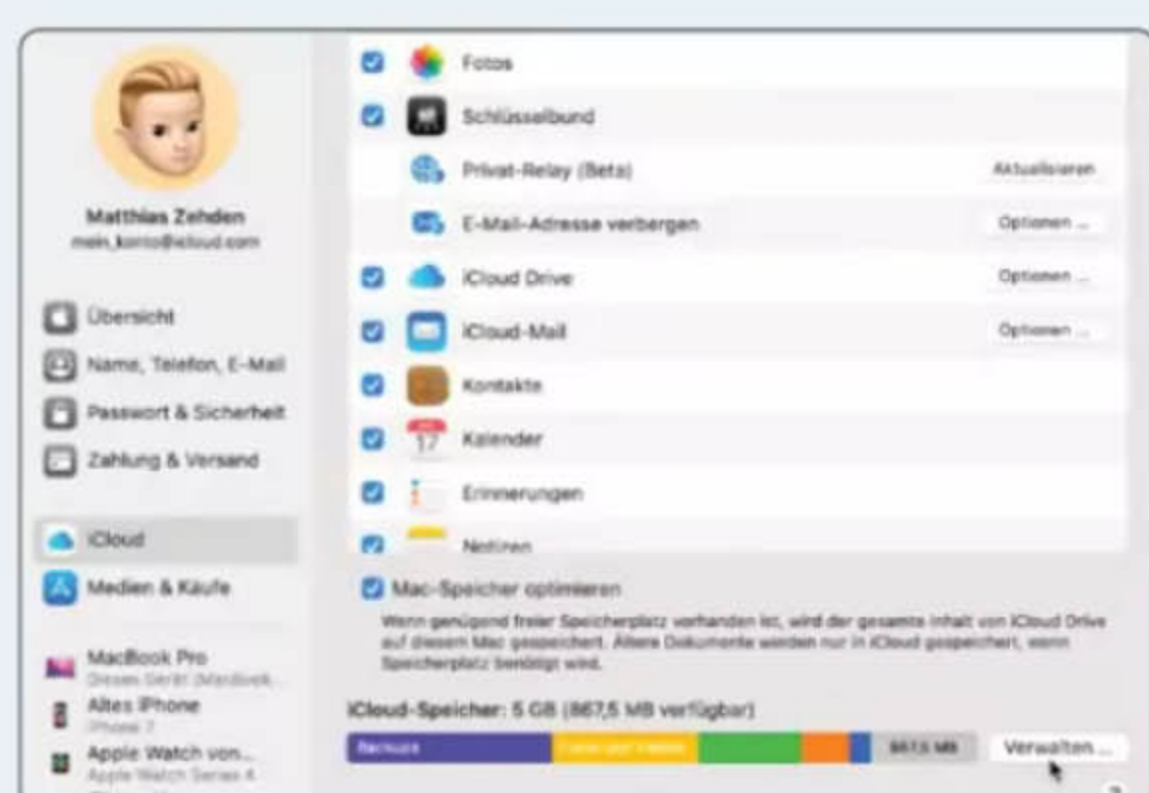 Matthias Zehden
mein_konto@icloud.com
Übersicht
Name, Telefon, E-Mail
Passwort & Sicherheit
Zahlung & Versand
iCloud
Medien & Käufe
MacBook Pro
Dieses Gerät (MacBook...
Altes iPhone
iPhone 7
Apple Watch von...
Apple Watch Series 4
Fotos
Schlüsselbund
Privat-Relay (Beta) Aktualisieren
E-Mail-Adresse verbergen Optionen ...
iCloud Drive Optionen ...
iCloud-Mail Optionen ...
Kontakte
17 Kalender
Erinnerungen
Notizen
Mac-Speicher optimieren
Wenn genügend freier Speicherplatz vorhanden ist, wird der gesamte Inhalt von iCloud Drive
auf diesem Mac gespeichert. Ältere Dokumente werden nur in iCloud gespeichert, wenn
Speicherplatz benötigt wird.
iCloud-Speicher: 5 GB (867,5 MB verfügbar)
Backups 867,5 MB Verwalten ...